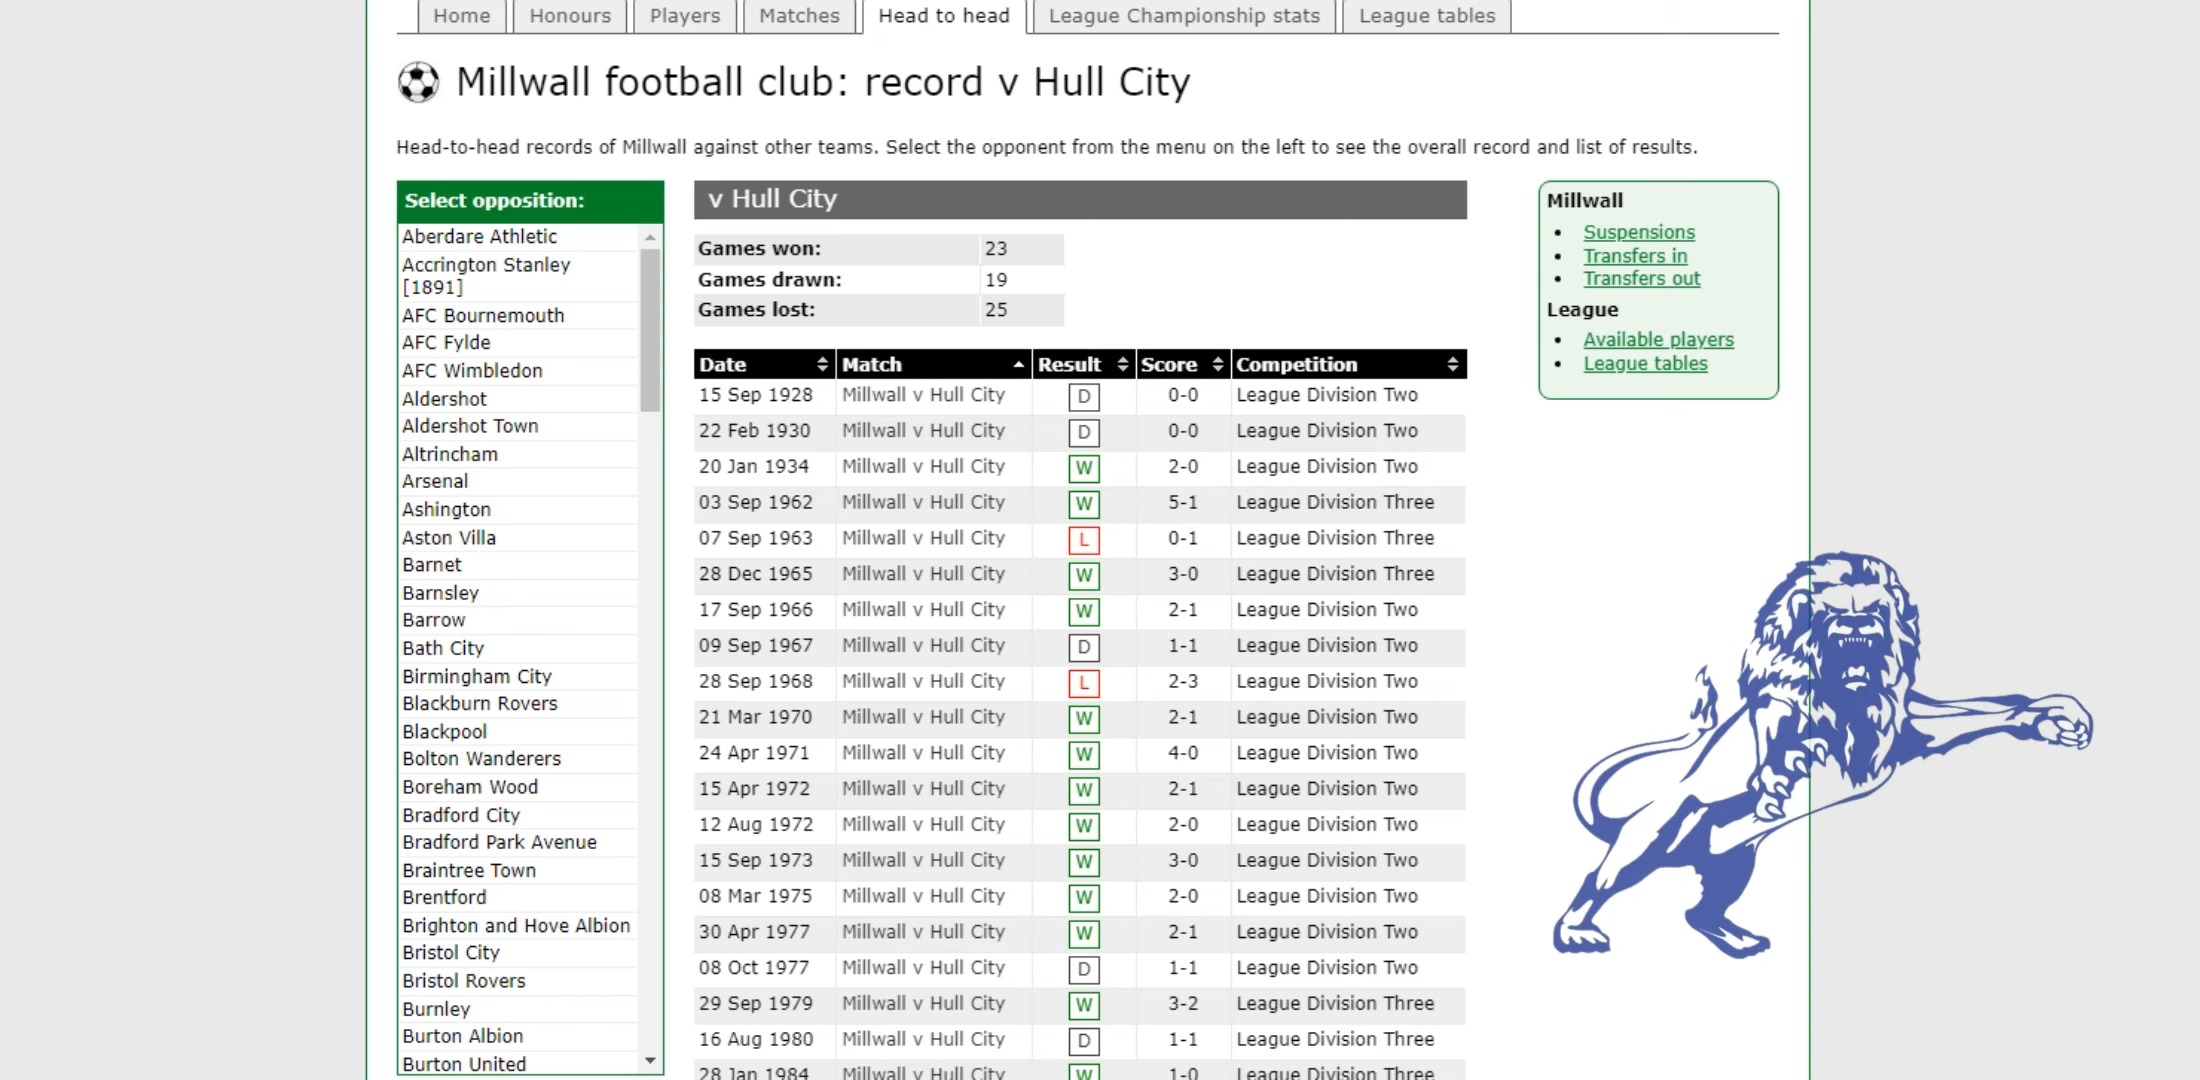 Home Honours Players Matches Head to head League Championship stats League tables
Millwall football club: record v Hull City
Head-to-head records of Millwall against other teams. Select the opponent from the menu on the left to see the overall record and list of results.
Select opposition:
Aberdare Athletic
Accrington Stanley
[1891]
AFC Bournemouth
AFC Fylde
AFC Wimbledon
Aldershot
Aldershot Town
Altrincham
Arsenal
Ashington
Aston Villa
Barnet
Barnsley
Barrow
Bath City
Birmingham City
Blackburn Rovers
Blackpool
Bolton Wanderers
Boreham Wood
Bradford City
Bradford Park Avenue
Braintree Town
Brentford
Brighton and Hove Albion
Bristol City
Bristol Rovers
Burnley
Burton Albion
Burton United
v Hull City
Games won: 23
Games drawn: 19
Games lost: 25
Date Match Result Score Competition
15 Sep 1928 Millwall v Hull City D 0-0 League Division Two
22 Feb 1930 Millwall v Hull City D 0-0 League Division Two
20 Jan 1934 Millwall v Hull City W 2-0 League Division Two
03 Sep 1962 Millwall v Hull City W 5-1 League Division Three
07 Sep 1963 Millwall v Hull City L 0-1 League Division Three
28 Dec 1965 Millwall v Hull City W 3-0 League Division Three
17 Sep 1966 Millwall v Hull City W 2-1 League Division Two
09 Sep 1967 Millwall v Hull City D 1-1 League Division Two
28 Sep 1968 Millwall v Hull City L 2-3 League Division Two
21 Mar 1970 Millwall v Hull City W 2-1 League Division Two
24 Apr 1971 Millwall v Hull City W 4-0 League Division Two
15 Apr 1972 Millwall v Hull City W 2-1 League Division Two
12 Aug 1972 Millwall v Hull City W 2-0 League Division Two
15 Sep 1973 Millwall v Hull City W 3-0 League Division Two
08 Mar 1975 Millwall v Hull City W 2-0 League Division Two
30 Apr 1977 Millwall v Hull City W 2-1 League Division Two
08 Oct 1977 Millwall v Hull City D 1-1 League Division Two
29 Sep 1979 Millwall v Hull City W 3-2 League Division Three
16 Aug 1980 Millwall v Hull City D 1-1 League Division Three
28 Jan 1984 Millwall v Hull City W 1-0 League Division Three
Millwall
Suspensions
Transfers in
Transfers out
League
Available players
League tables